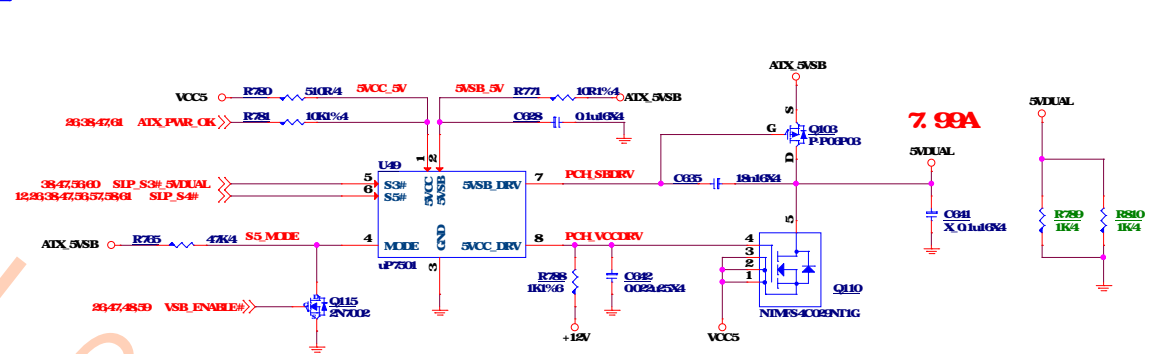 ATX_5VSB
VCC5 R780 510R/4 5VCC_5V 5VSB_5V R771 10R1%4 ATX_5VSB
26,38,47,61 ATX_PWR_OK R781 10K1%4 C628 0.1u16X4
5VDUAL
7.99A
S
G Q103
P-P06P03
D
5VDUAL
1 2
U49
38,47,56,60 SLP_S3#_5VDUAL 5 S3# 5VCC 5VSB 5VSB_DRV 7 PCH_SBDRV C635 18n16X4
12,26,38,47,56,57,58,61 SLP_S4# 6 S5#
C641
X_0.1u16X4
R789
1K/4
R810
1K/4
5
ATX_5VSB R765 47K/4 S5_MODE 4 MODE GND 5VCC_DRV 8 PCH_VCCDRV 4
uP7501
3
3
2
1
R788
1K1%6
C642
0.022u25X4
Q110
NTMFS4C029NT1G
26,47,48,59 VSB_ENABLE# Q115
2N7002
+12V
VCC5